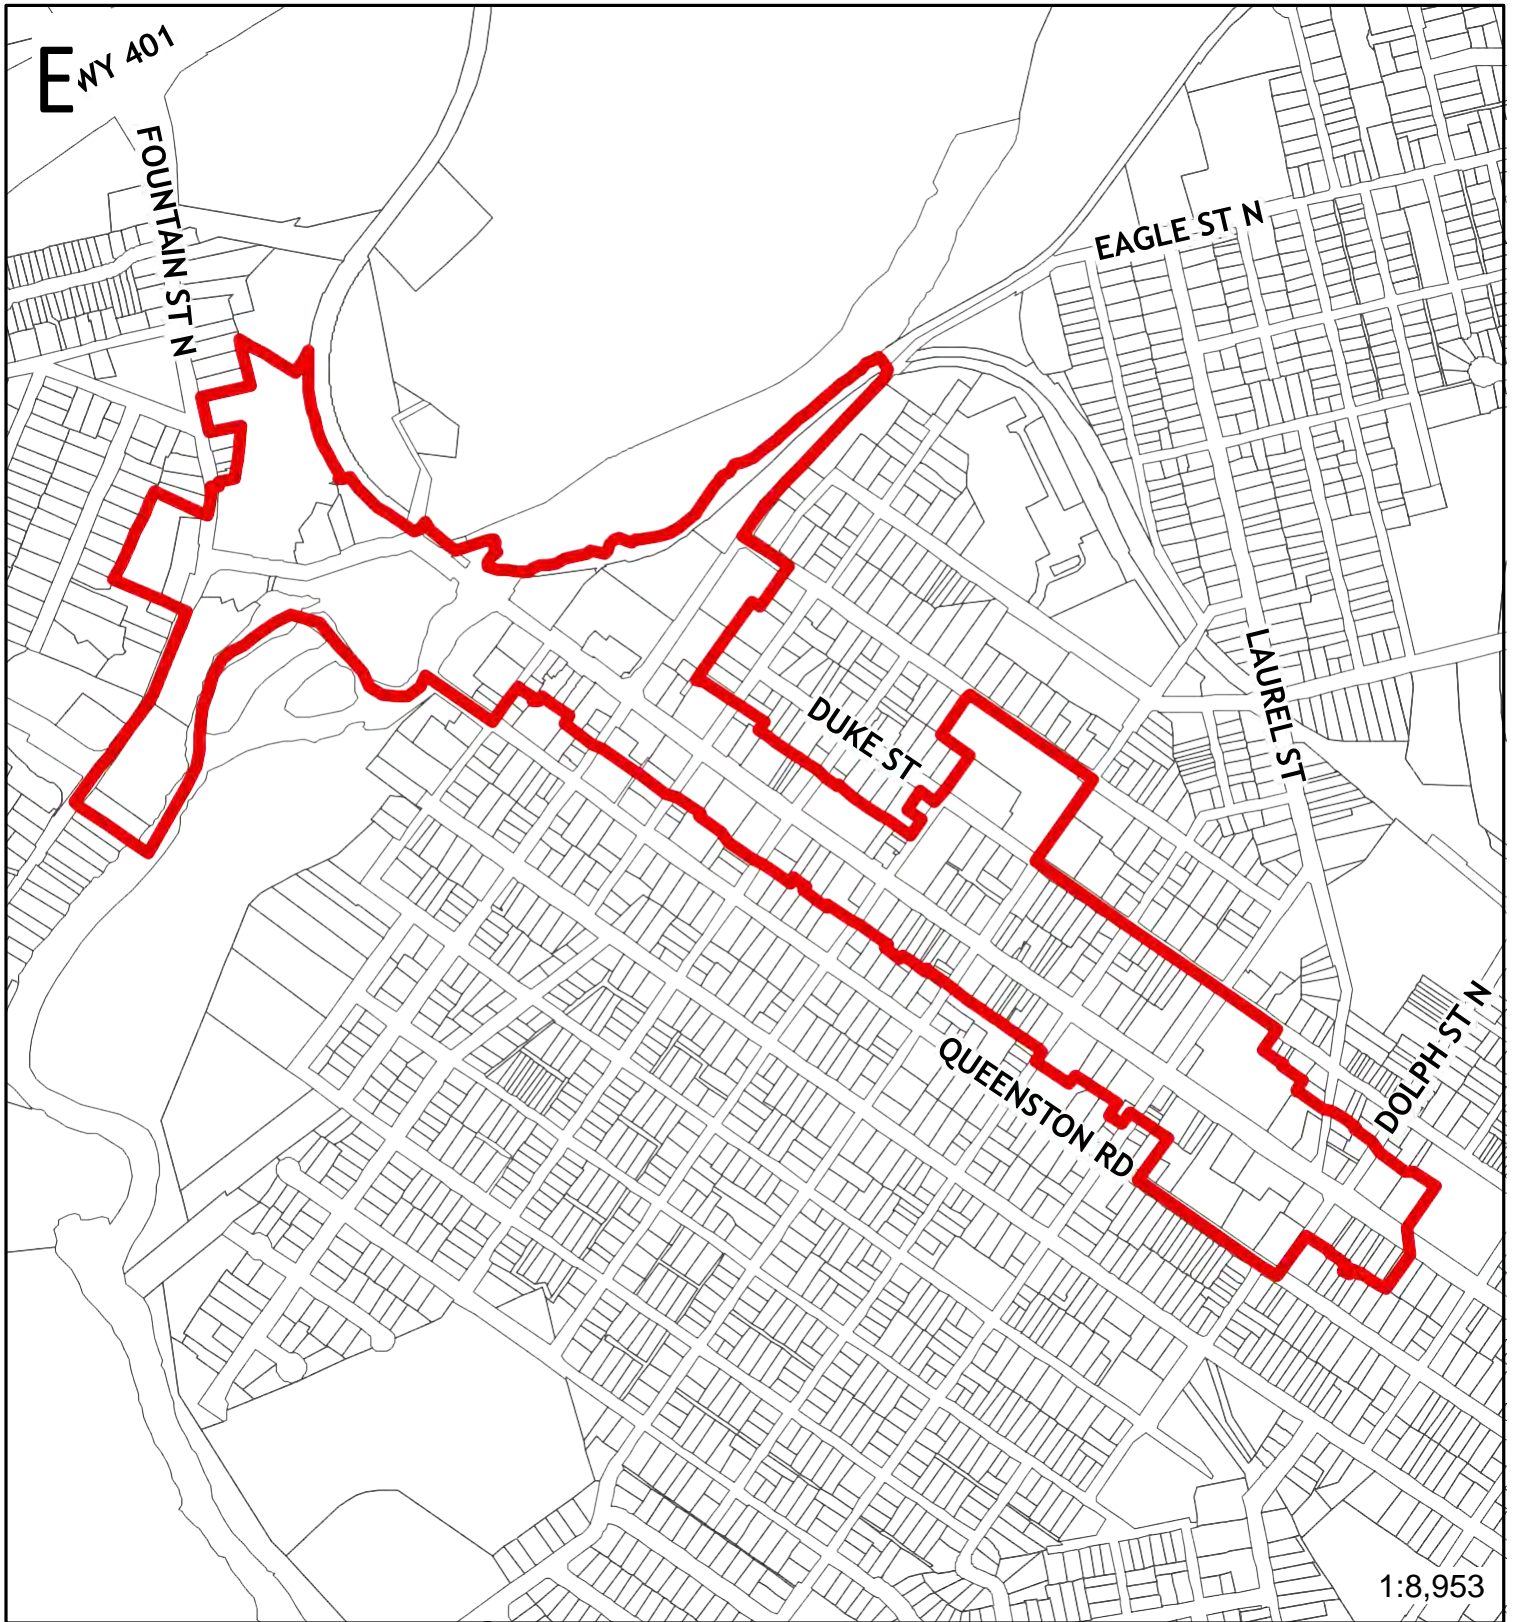 E
WY 401
FOUNTAIN ST N
EAGLE ST N
LAUREL ST
DUKE ST
DOLPH ST N
QUEENSTON RD
1:8,953